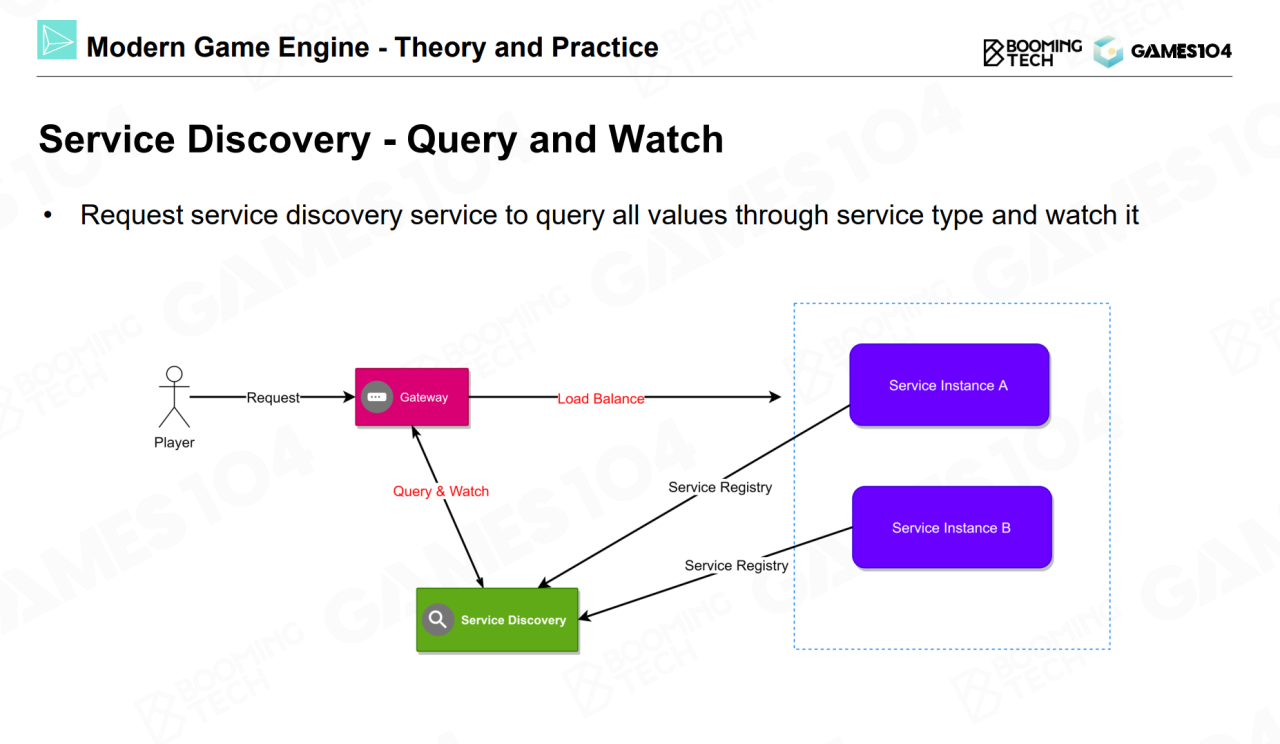 Modern Game Engine - Theory and Practice
BOOMING
TECH
GAMES104
Service Discovery - Query and Watch
• Request service discovery service to query all values through service type and watch it
Player
Request
Gateway
Load Balance
Service Instance A
Query & Watch
Service Registry
Service Instance B
Service Registry
Service Discovery